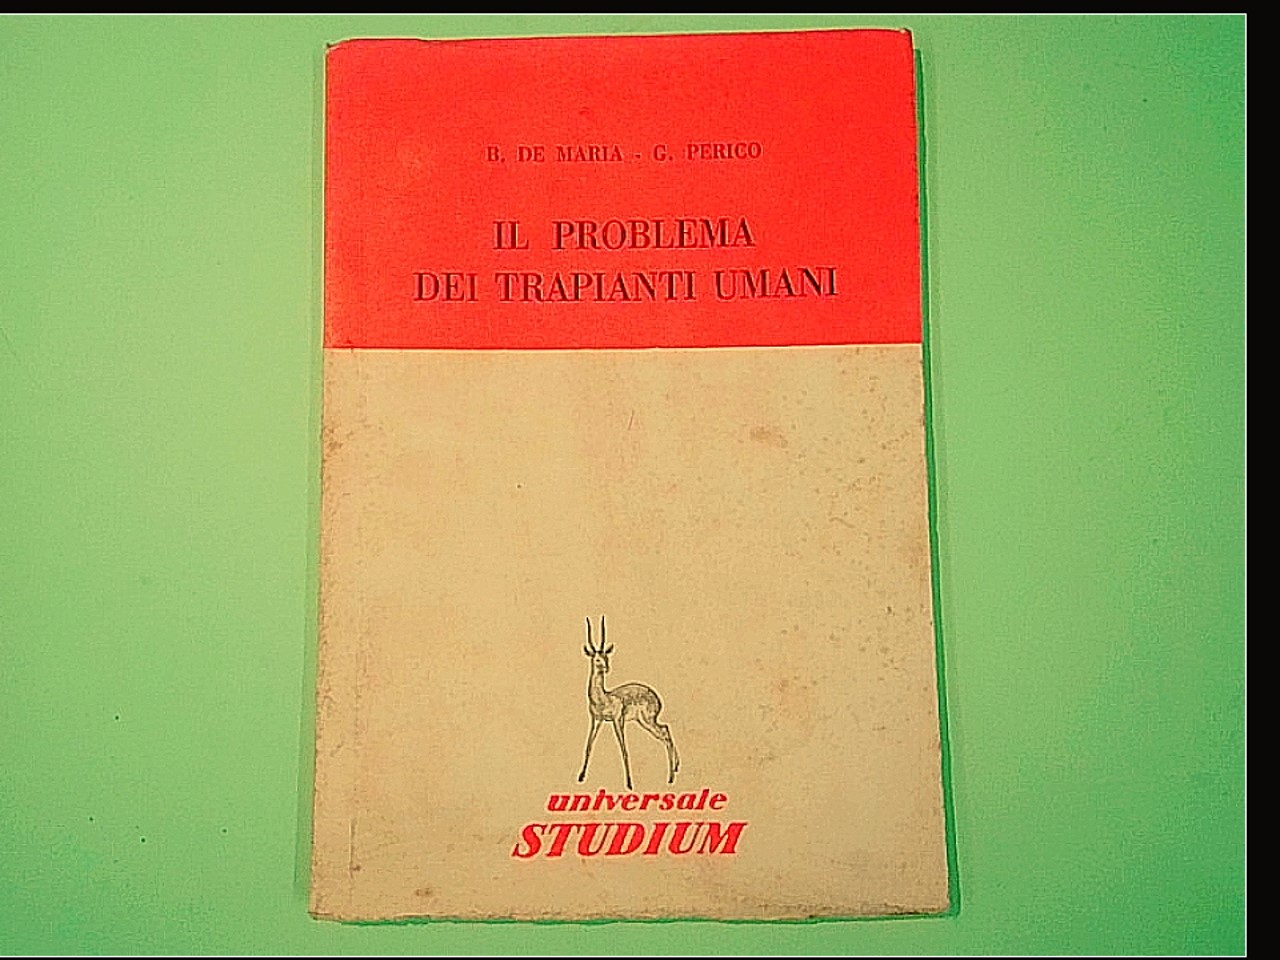 B. DE MARIA - G. PERICO
IL PROBLEMA
DEI TRAPIANTI UMANI
universale
STUDIUM